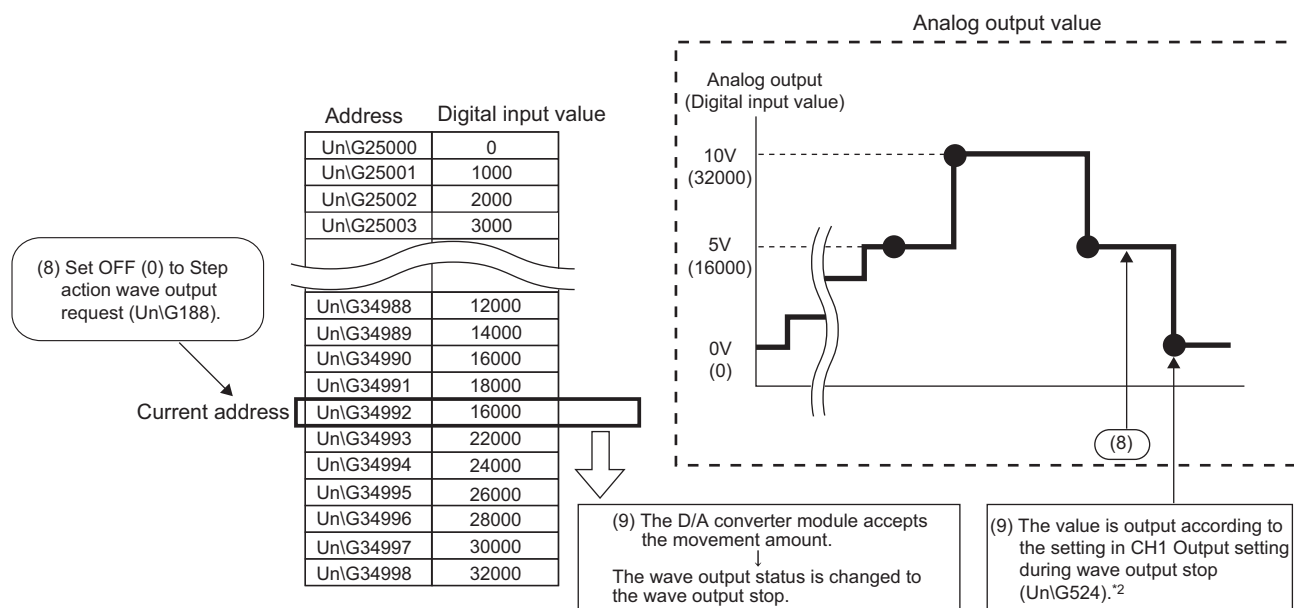 Analog output value
Address Digital input value
Un\G25000 0
Un\G25001 1000
Un\G25002 2000
Un\G25003 3000
Un\G34988 12000
Un\G34989 14000
Un\G34990 16000
Un\G34991 18000
Un\G34992 16000
Un\G34993 22000
Un\G34994 24000
Un\G34995 26000
Un\G34996 28000
Un\G34997 30000
Un\G34998 32000
(8) Set OFF (0) to Step
action wave output
request (Un\G188).
Current address
Analog output
(Digital input value)
10V
(32000)
5V
(16000)
0V
(0)
(8)
(9) The D/A converter module accepts
the movement amount.
↓
The wave output status is changed to
the wave output stop.
(9) The value is output according to
the setting in CH1 Output setting
during wave output stop
(Un\G524).*2